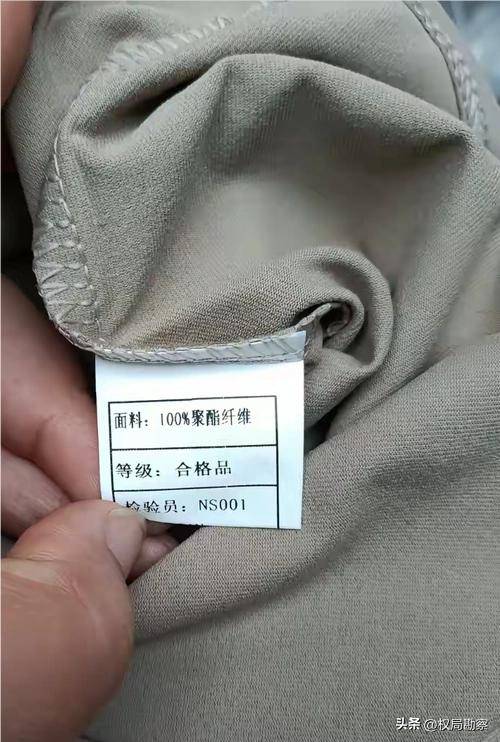 面料：100%聚酯纤维
等级：合格品
检验员：NS001
头条 @权局勘察